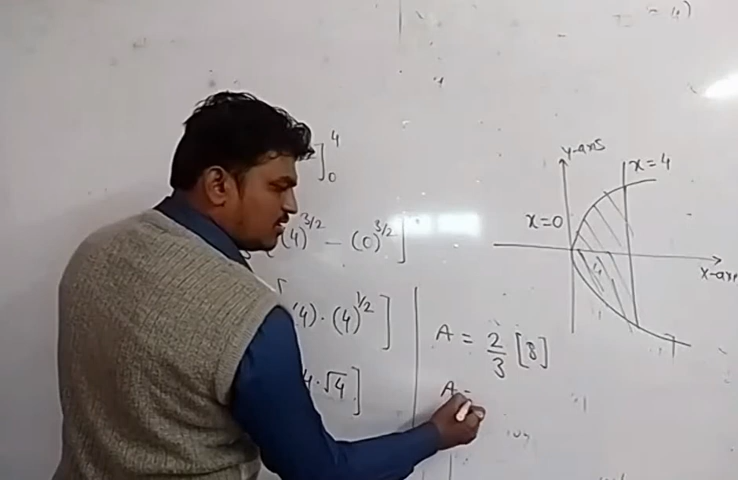 = 4)
]₀⁴
(4)^{3/2} − (0)^{3/2}]
[(4)·(4)^{1/2}]
4·√4]
A = 2/3 [8]
A =
y-axis
x=4
x=0
x-axis